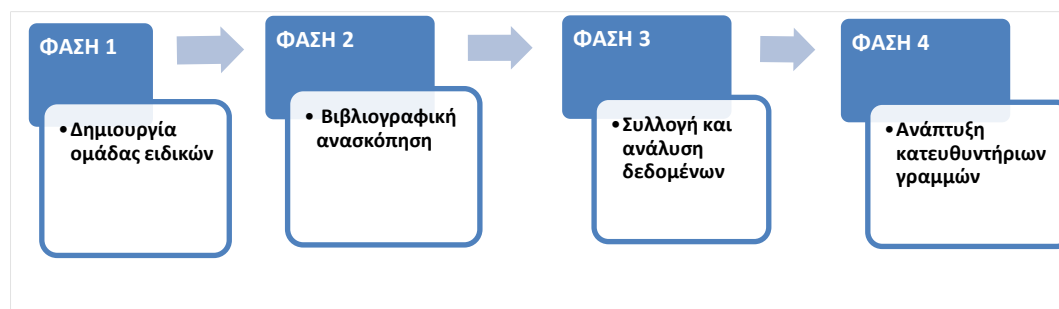 ΦΑΣΗ 1
• Δημιουργία
ομάδας ειδικών
ΦΑΣΗ 2
• Βιβλιογραφική
ανασκόπηση
ΦΑΣΗ 3
• Συλλογή και
ανάλυση
δεδομένων
ΦΑΣΗ 4
• Ανάπτυξη
κατευθυντήριων
γραμμών